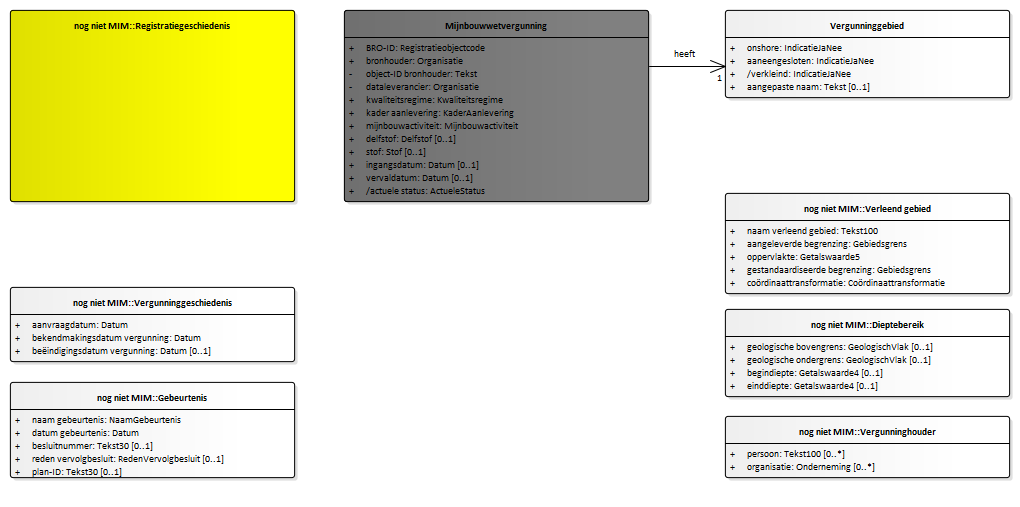 nog niet MIM::Registratiegeschiedenis
Mijnbouwwetvergunning
+ BRO-ID: Registratieobjectcode
+ bronhouder: Organisatie
- object-ID bronhouder: Tekst
- dataleverancier: Organisatie
+ kwaliteitsregime: Kwaliteitsregime
+ kader aanlevering: KaderAanlevering
+ mijnbouwactiviteit: Mijnbouwactiviteit
+ delfstof: Delfstof [0..1]
+ stof: Stof [0..1]
+ ingangsdatum: Datum [0..1]
+ vervaldatum: Datum [0..1]
+ /actuele status: ActueleStatus
heeft
1
Vergunninggebied
+ onshore: IndicatieJaNee
+ aaneengesloten: IndicatieJaNee
+ /verkleind: IndicatieJaNee
+ aangepaste naam: Tekst [0..1]
nog niet MIM::Verleend gebied
+ naam verleend gebied: Tekst100
+ aangeleverde begrenzing: Gebiedsgrens
+ oppervlakte: Getalswaarde5
+ gestandaardiseerde begrenzing: Gebiedsgrens
+ coördinaattransformatie: Coördinaattransformatie
nog niet MIM::Vergunninggeschiedenis
+ aanvraagdatum: Datum
+ bekendmakingsdatum vergunning: Datum
+ beëindigingsdatum vergunning: Datum [0..1]
nog niet MIM::Dieptebereik
+ geologische bovengrens: GeologischVlak [0..1]
+ geologische ondergrens: GeologischVlak [0..1]
+ begindiepte: Getalswaarde4 [0..1]
+ einddiepte: Getalswaarde4 [0..1]
nog niet MIM::Gebeurtenis
+ naam gebeurtenis: NaamGebeurtenis
+ datum gebeurtenis: Datum
+ besluitnummer: Tekst30 [0..1]
+ reden vervolgbesluit: RedenVervolgbesluit [0..1]
+ plan-ID: Tekst30 [0..1]
nog niet MIM::Vergunninghouder
+ persoon: Tekst100 [0..*]
+ organisatie: Onderneming [0..*]